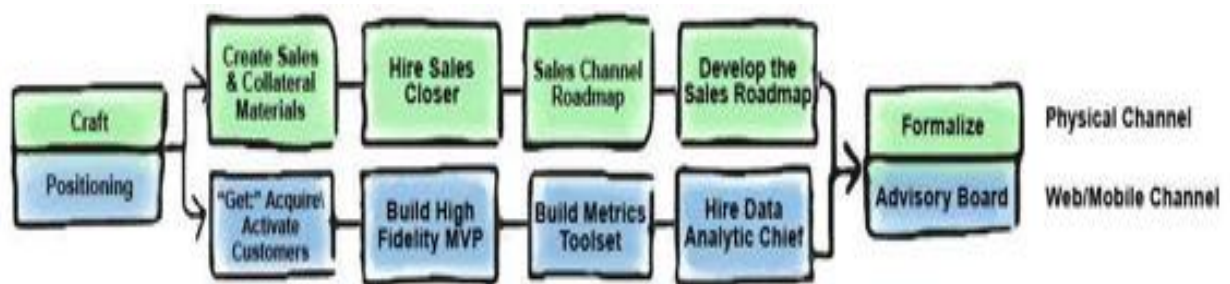 Craft
Positioning
Create Sales
& Collateral
Materials
Hire Sales
Closer
Sales Channel
Roadmap
Develop the
Sales Roadmap
"Get:" Acquire\
Activate
Customers
Build High
Fidelity MVP
Build Metrics
Toolset
Hire Data
Analytic Chief
Formalize
Advisory Board
Physical Channel
Web/Mobile Channel